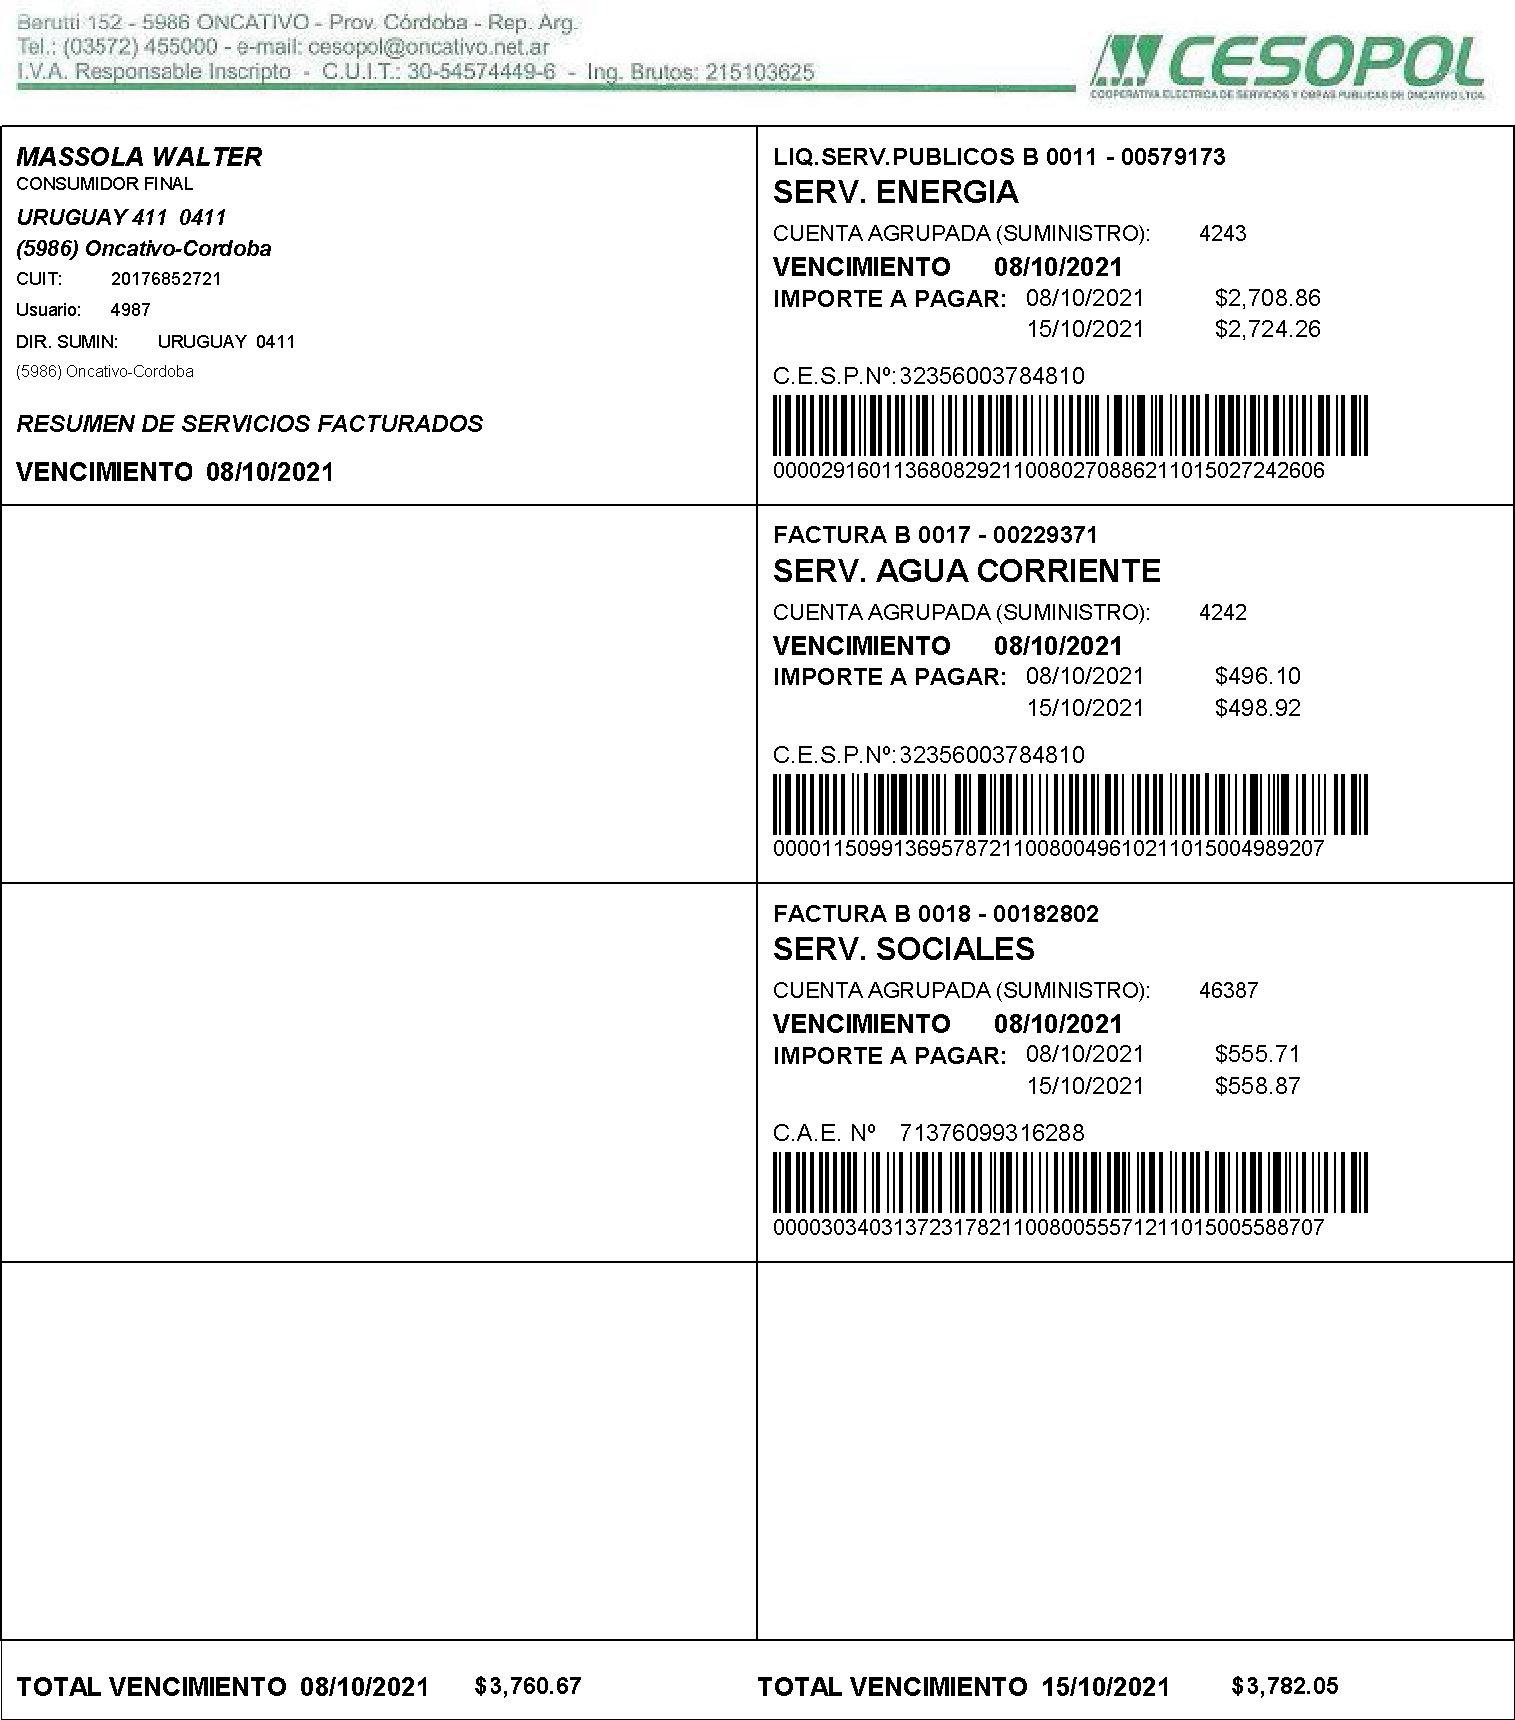 Berutti 152 - 5986 ONCATIVO - Prov. Córdoba - Rep. Arg.
Tel.: (03572) 455000 - e-mail: cesopol@oncativo.net.ar
I.V.A. Responsable Inscripto - C.U.I.T.: 30-54574449-6 - Ing. Brutos: 215103625
CESOPOL
COOPERATIVA ELECTRICA DE SERVICIOS Y OBRAS PUBLICAS DE ONCATIVO LTDA.
MASSOLA WALTER
CONSUMIDOR FINAL
URUGUAY 411 0411
(5986) Oncativo-Cordoba
CUIT: 20176852721
Usuario: 4987
DIR. SUMIN: URUGUAY 0411
(5986) Oncativo-Cordoba
RESUMEN DE SERVICIOS FACTURADOS
VENCIMIENTO 08/10/2021
LIQ.SERV.PUBLICOS B 0011 - 00579173
SERV. ENERGIA
CUENTA AGRUPADA (SUMINISTRO): 4243
VENCIMIENTO 08/10/2021
IMPORTE A PAGAR: 08/10/2021 $2,708.86
15/10/2021 $2,724.26
C.E.S.P.Nº: 32356003784810
0000291601136808292110080270886211015027242606
FACTURA B 0017 - 00229371
SERV. AGUA CORRIENTE
CUENTA AGRUPADA (SUMINISTRO): 4242
VENCIMIENTO 08/10/2021
IMPORTE A PAGAR: 08/10/2021 $496.10
15/10/2021 $498.92
C.E.S.P.Nº: 32356003784810
0000115099136957872110080049610211015004989207
FACTURA B 0018 - 00182802
SERV. SOCIALES
CUENTA AGRUPADA (SUMINISTRO): 46387
VENCIMIENTO 08/10/2021
IMPORTE A PAGAR: 08/10/2021 $555.71
15/10/2021 $558.87
C.A.E. Nº 71376099316288
0000303403137231782110080055571211015005588707
TOTAL VENCIMIENTO 08/10/2021 $3,760.67 TOTAL VENCIMIENTO 15/10/2021 $3,782.05